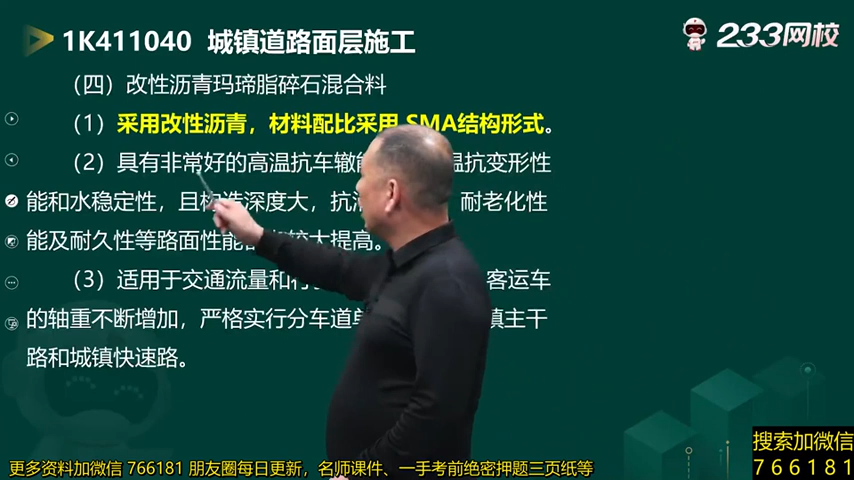 1K411040 城镇道路面层施工
233网校
（四）改性沥青玛蹄脂碎石混合料
（1）采用改性沥青，材料配比采用 SMA结构形式。
（2）具有非常好的高温抗车辙能 温抗变形性
能和水稳定性，且构造深度大，抗 耐老化性
能及耐久性等路面性能 较大提高。
（3）适用于交通流量和行 客运车
的轴重不断增加，严格实行分车道单 镇主干
路和城镇快速路。
搜索加微信
766181
更多资料加微信 766181 朋友圈每日更新，名师课件、一手考前绝密押题三页纸等